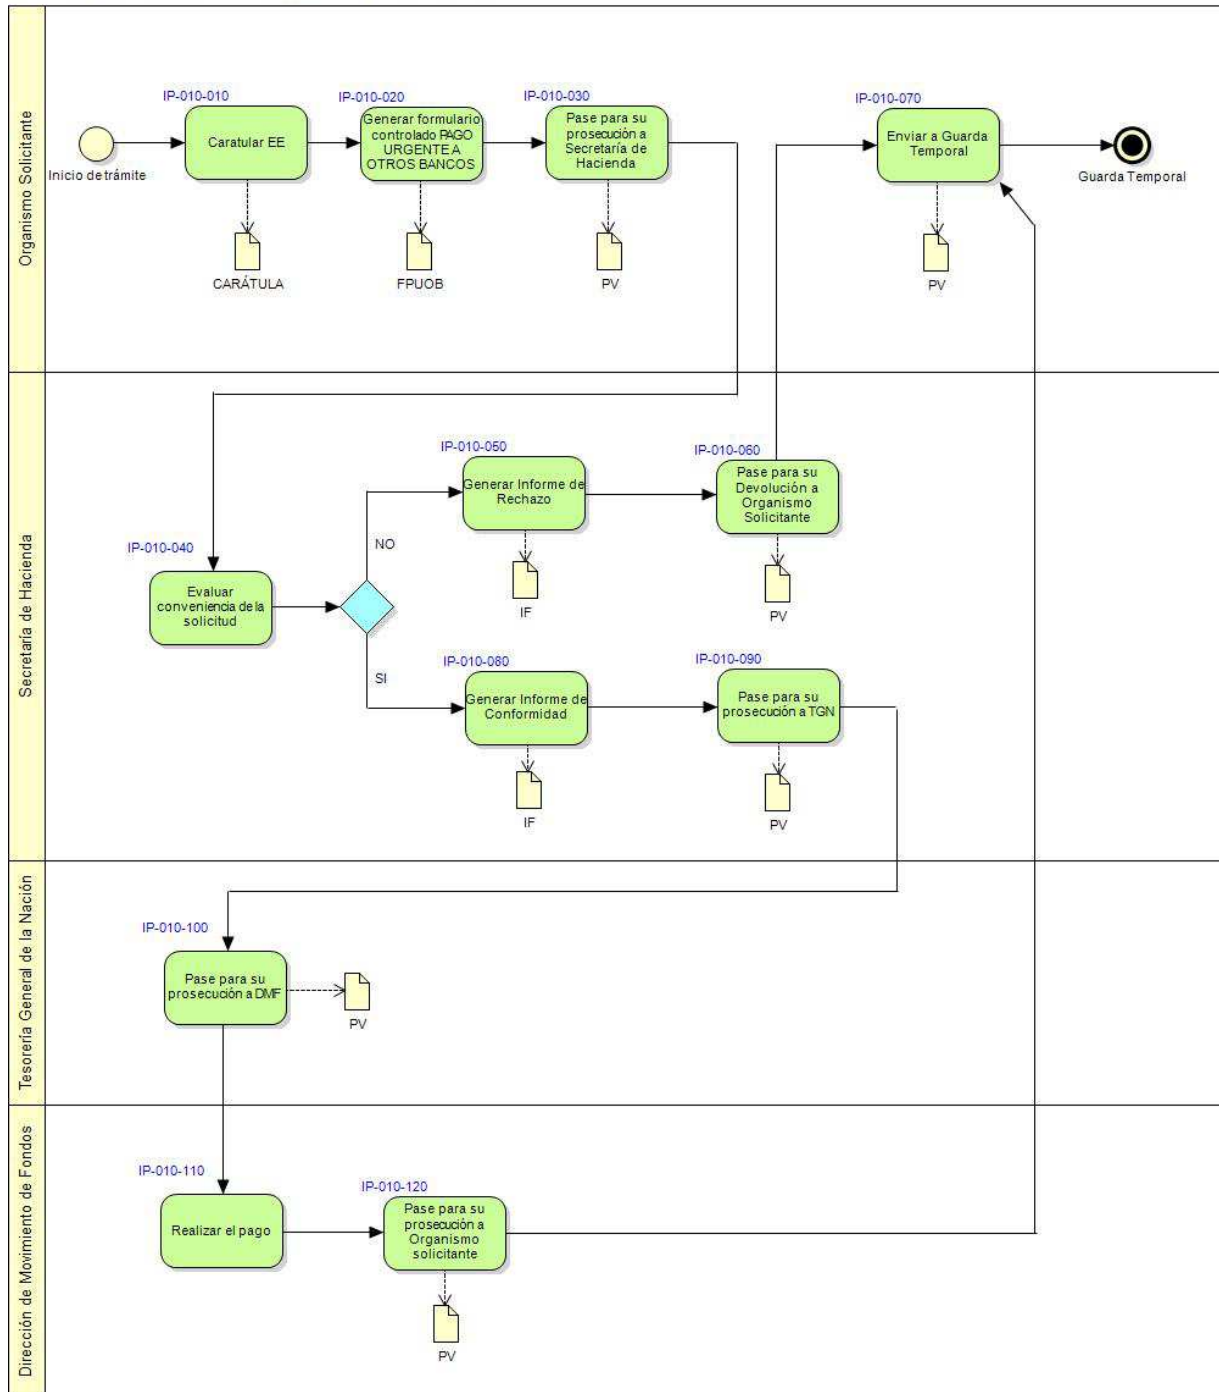 Organismo Solicitante
IP-010-010
Caratular EE
IP-010-020
Generar formulario
controlado PAGO
URGENTE A
OTROS BANCOS
IP-010-030
Pase para su
prosecución a
Secretaría de
Hacienda
IP-010-070
Enviar a Guarda
Temporal
Inicio de trámite
Guarda Temporal
CARÁTULA
FPUOB
PV
PV
Secretaría de Hacienda
IP-010-050
Generar Informe de
Rechazo
IP-010-060
Pase para su
Devolución a
Organismo
Solicitante
IP-010-040
Evaluar
conveniencia de la
solicitud
NO
IF
PV
SI
IP-010-080
Generar Informe de
Conformidad
IP-010-090
Pase para su
prosecución a TGN
IF
PV
Tesorería General de la Nación
IP-010-100
Pase para su
prosecución a DMF
PV
Dirección de Movimiento de Fondos
IP-010-110
Realizar el pago
IP-010-120
Pase para su
prosecución a
Organismo
solicitante
PV